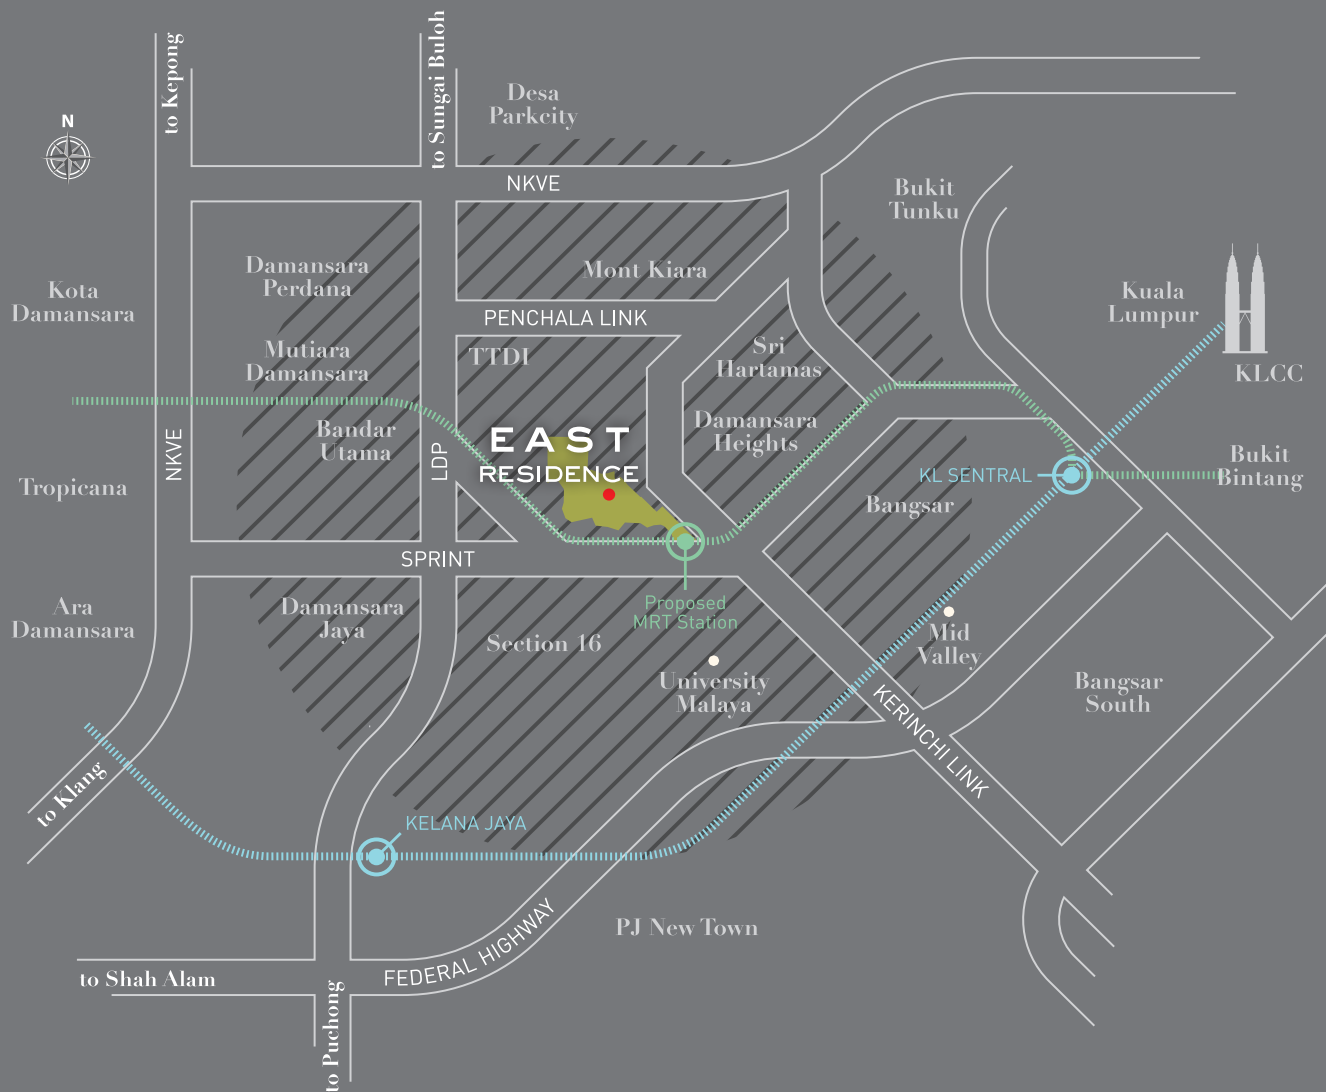 to Kepong
to Sungai Buloh
Desa
Parkcity
N
NKVE
Bukit
Tunku
Damansara
Perdana
Mont Kiara
Kota
Damansara
Kuala
Lumpur
PENCHALA LINK
Mutiara
Damansara
TTDI
Sri
Hartamas
KLCC
Bandar
Utama
EAST
RESIDENCE
Damansara
Heights
NKVE
LDP
Tropicana
KL SENTRAL
Bukit
Bintang
Bangsar
SPRINT
Ara
Damansara
Damansara
Jaya
Proposed
MRT Station
Section 16
Mid
Valley
University
Malaya
Bangsar
South
KERINCHI LINK
to Klang
KELANA JAYA
PJ New Town
FEDERAL HIGHWAY
to Shah Alam
to Puchong